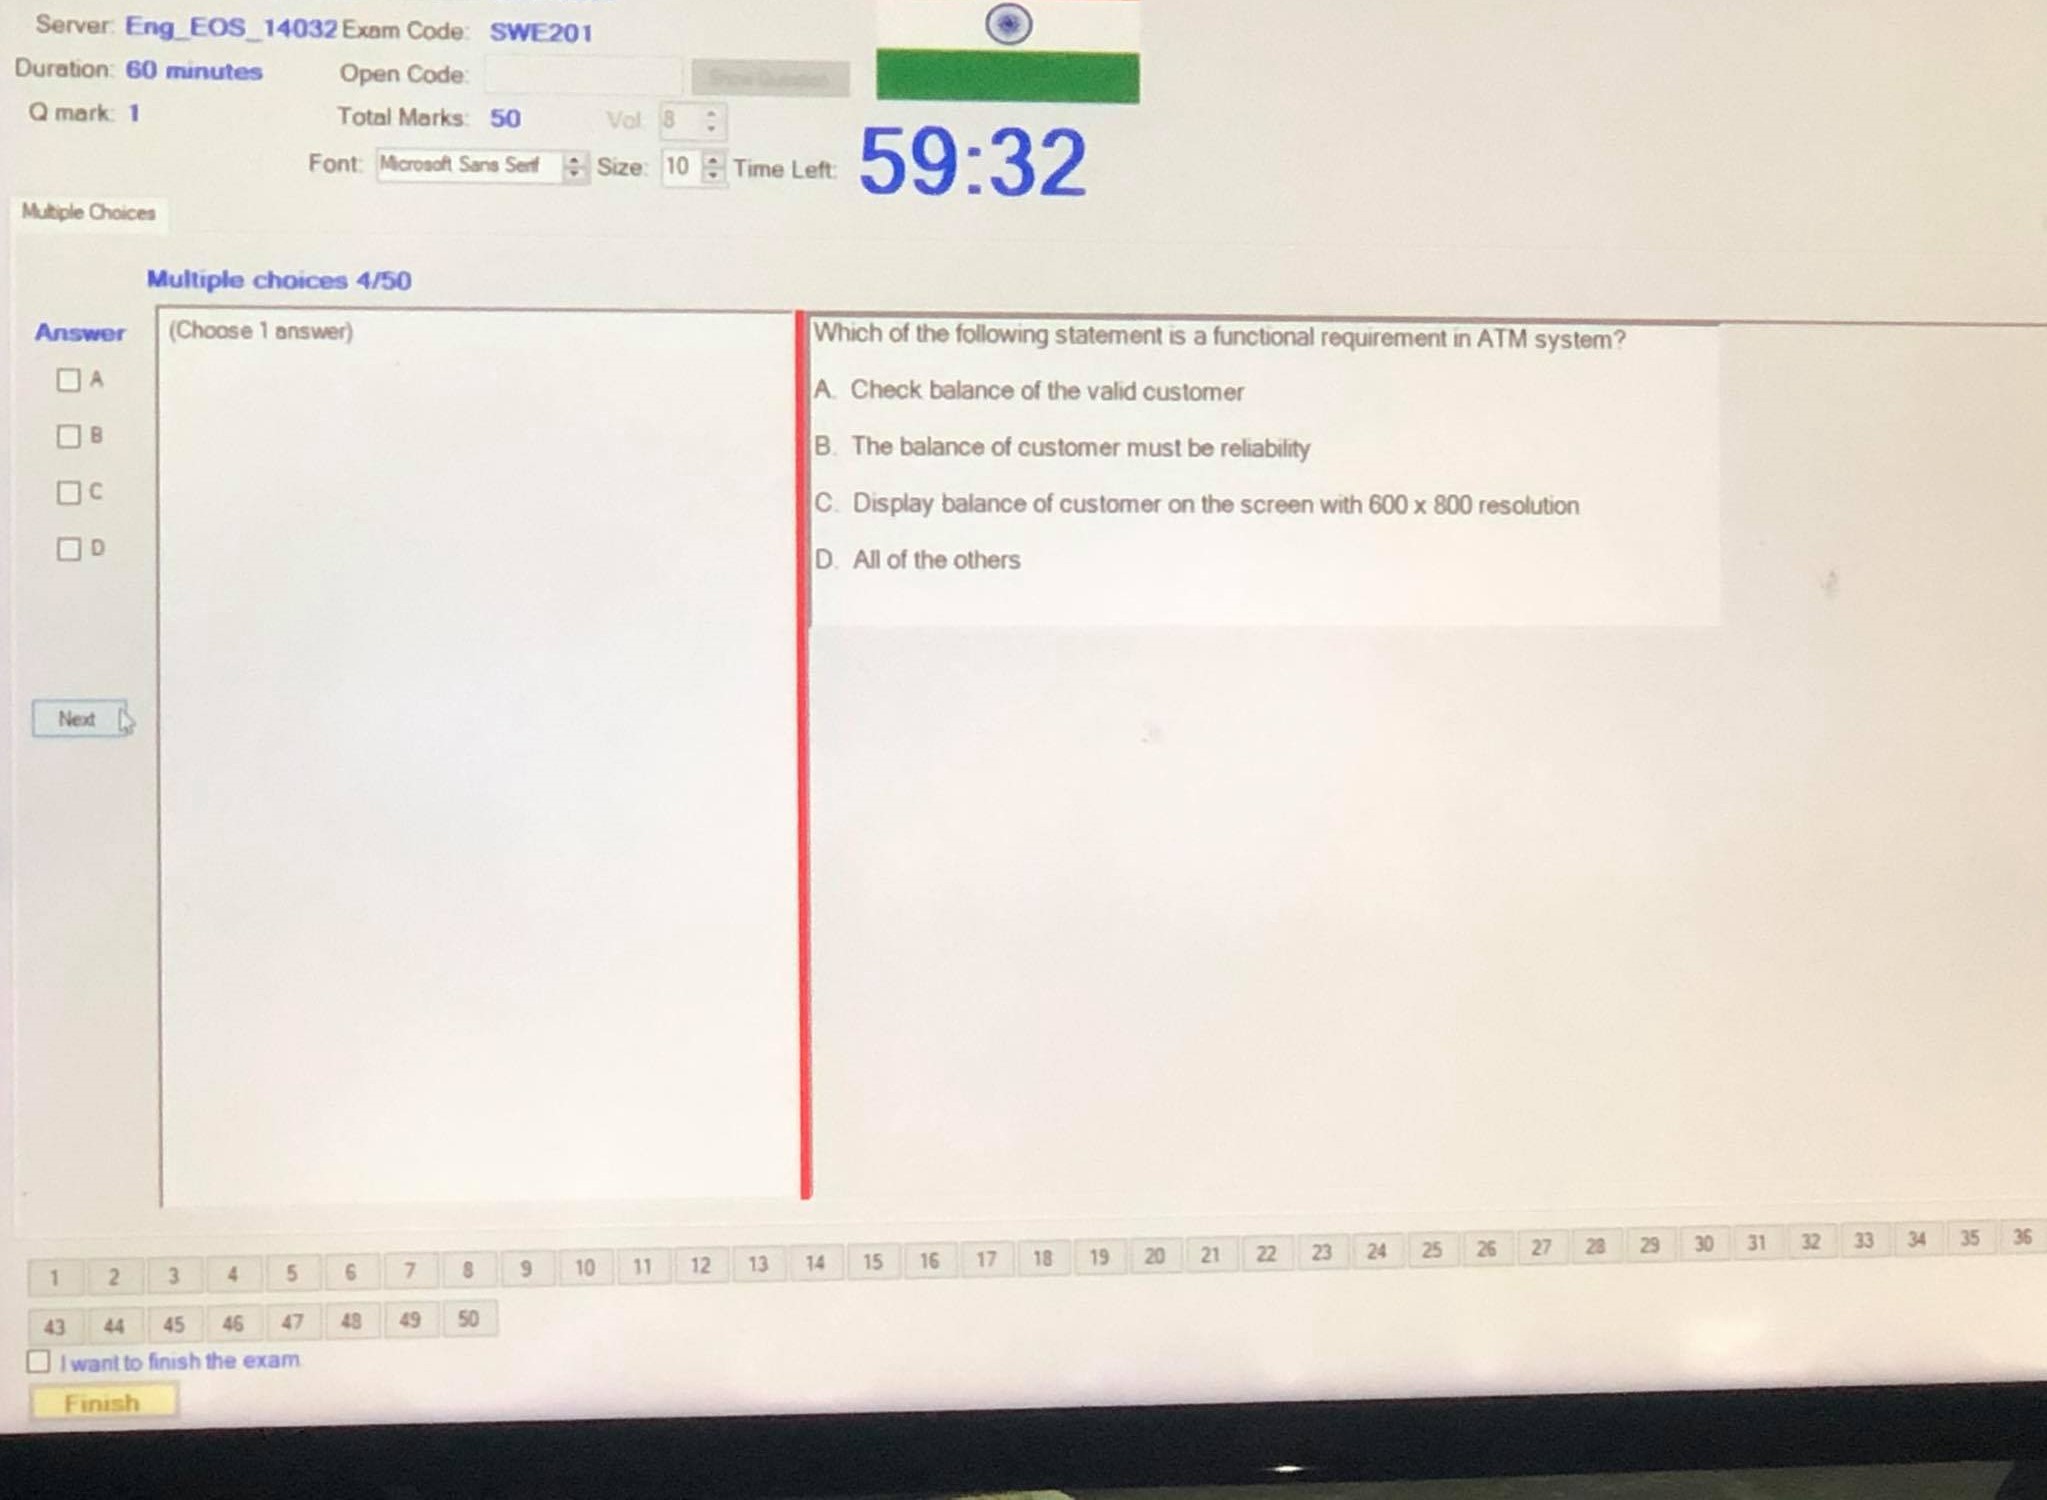 Server: Eng_EOS_14032 Exam Code: SWE201
Duration: 60 minutes Open Code:
Q mark: 1 Total Marks: 50 Vol 8
Font: Microsoft Sans Serif Size: 10 Time Left: 59:32
Multiple Choices
Multiple choices 4/50
Answer
A
B
C
D
Next
(Choose 1 answer)
Which of the following statement is a functional requirement in ATM system?
A. Check balance of the valid customer
B. The balance of customer must be reliability
C. Display balance of customer on the screen with 600 x 800 resolution
D. All of the others
1 2 3 4 5 6 7 8 9 10 11 12 13 14 15 16 17 18 19 20 21 22 23 24 25 26 27 28 29 30 31 32 33 34 35 36
43 44 45 46 47 48 49 50
I want to finish the exam
Finish